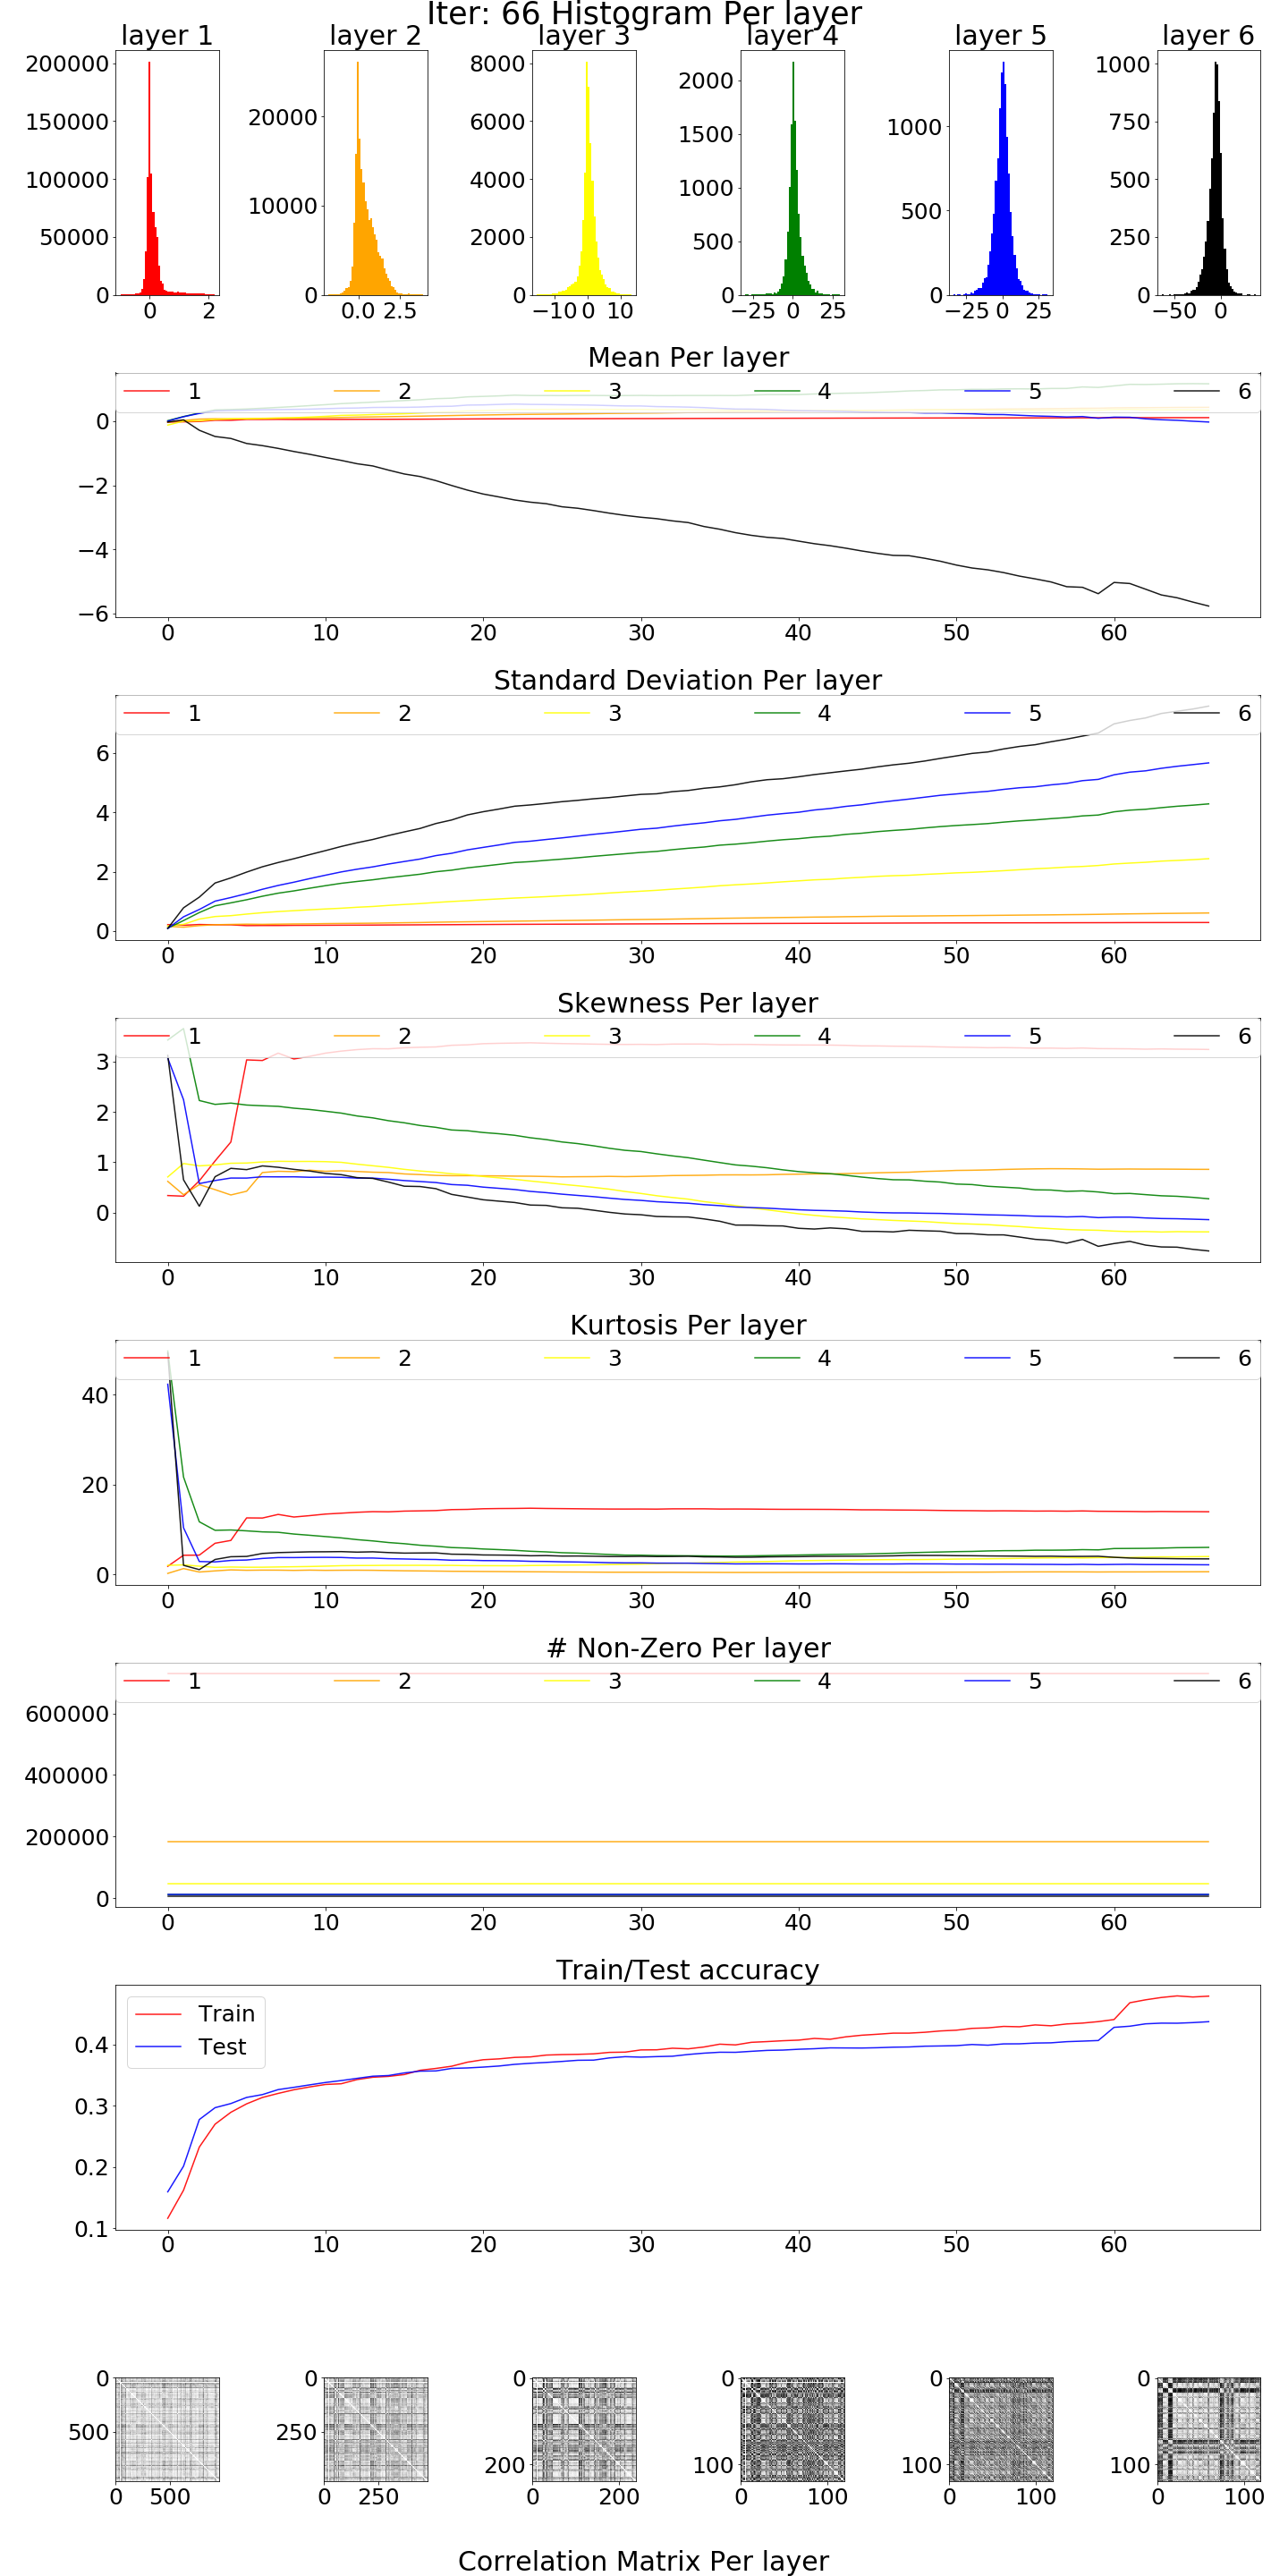 Iter: 66 Histogram Per layer
layer 1 layer 2 layer 3 layer 4 layer 5 layer 6
200000 150000 100000 50000 0 0 2
20000 10000 0 0.0 2.5
8000 6000 4000 2000 0 −10 0 10
2000 1500 1000 500 0 −25 0 25
1000 500 0 −25 0 25
1000 750 500 250 0 −50 0
Mean Per layer
1 2 3 4 5 6
0
−2
−4
−6
0 10 20 30 40 50 60
Standard Deviation Per layer
1 2 3 4 5 6
6
4
2
0
0 10 20 30 40 50 60
Skewness Per layer
1 2 3 4 5 6
3
2
1
0
0 10 20 30 40 50 60
Kurtosis Per layer
1 2 3 4 5 6
40
20
0
0 10 20 30 40 50 60
# Non-Zero Per layer
1 2 3 4 5 6
600000
400000
200000
0
0 10 20 30 40 50 60
Train/Test accuracy
Train
Test
0.4
0.3
0.2
0.1
0 10 20 30 40 50 60
0 500 0 500
0 250 0 250
0 200 0 200
0 100 0 100
0 100 0 100
0 100 0 100
Correlation Matrix Per layer